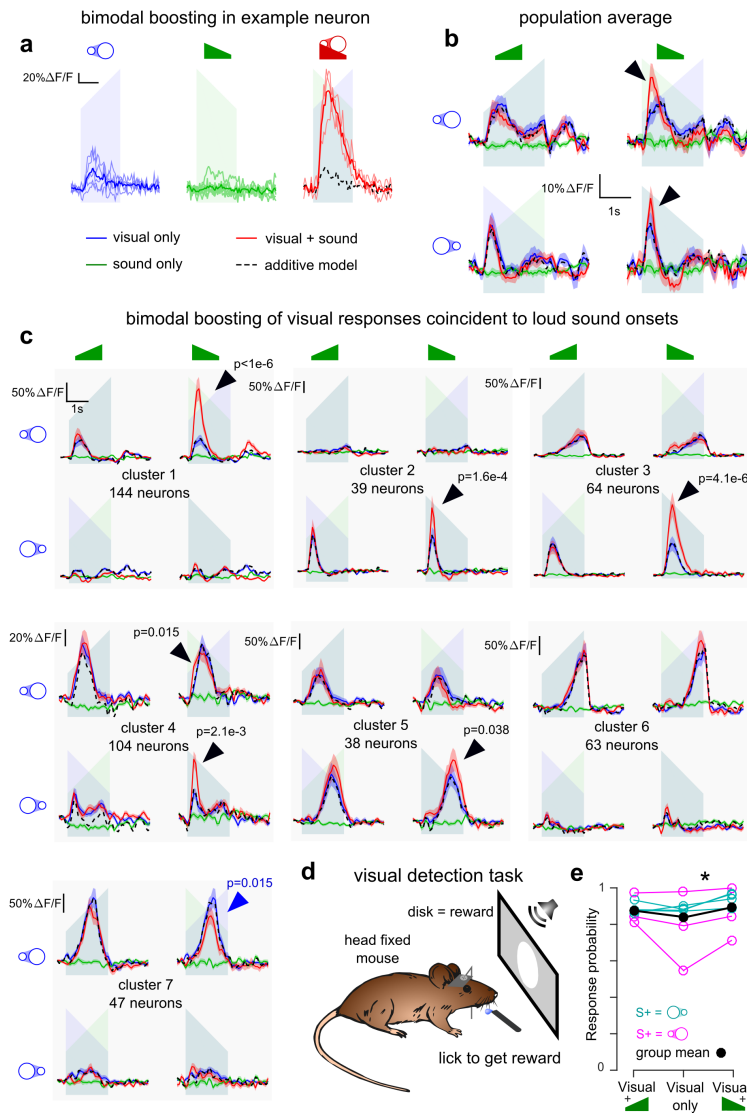 bimodal boosting in example neuron
population average
a
b
20%ΔF/F
10%ΔF/F
1s
visual only
visual + sound
sound only
additive model
bimodal boosting of visual responses coincident to loud sound onsets
c
p<1e-6
50%ΔF/F
1s
50%ΔF/F
50%ΔF/F
cluster 1
144 neurons
cluster 2
39 neurons
p=1.6e-4
cluster 3
64 neurons
p=4.1e-6
20%ΔF/F
p=0.015
50%ΔF/F
50%ΔF/F
cluster 4
104 neurons
p=2.1e-3
cluster 5
38 neurons
p=0.038
cluster 6
63 neurons
50%ΔF/F
p=0.015
cluster 7
47 neurons
d
visual detection task
disk = reward
head fixed
mouse
lick to get reward
e
*
1
Response probability
S+ =
S+ =
group mean
0
Visual
+
Visual
only
Visual
+